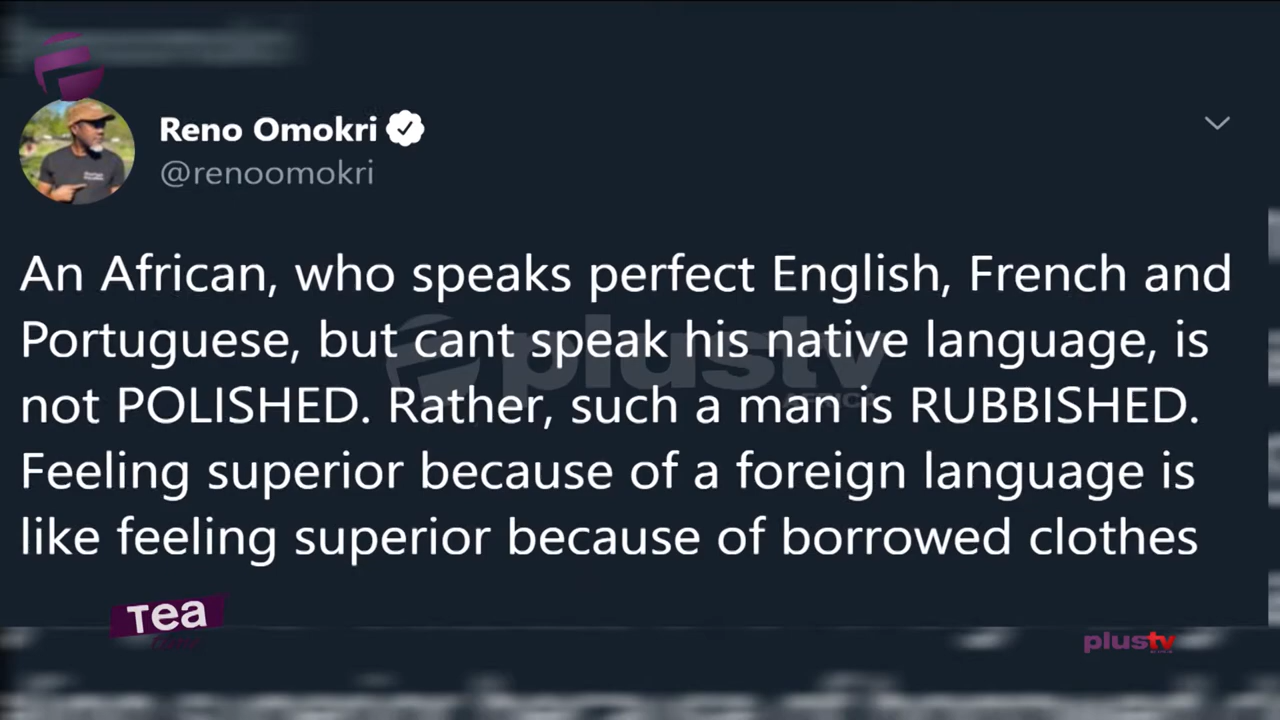 Reno Omokri
@renoomokri
An African, who speaks perfect English, French and
Portuguese, but cant speak his native language, is
not POLISHED. Rather, such a man is RUBBISHED.
Feeling superior because of a foreign language is
like feeling superior because of borrowed clothes
plustv
Tea
plustv